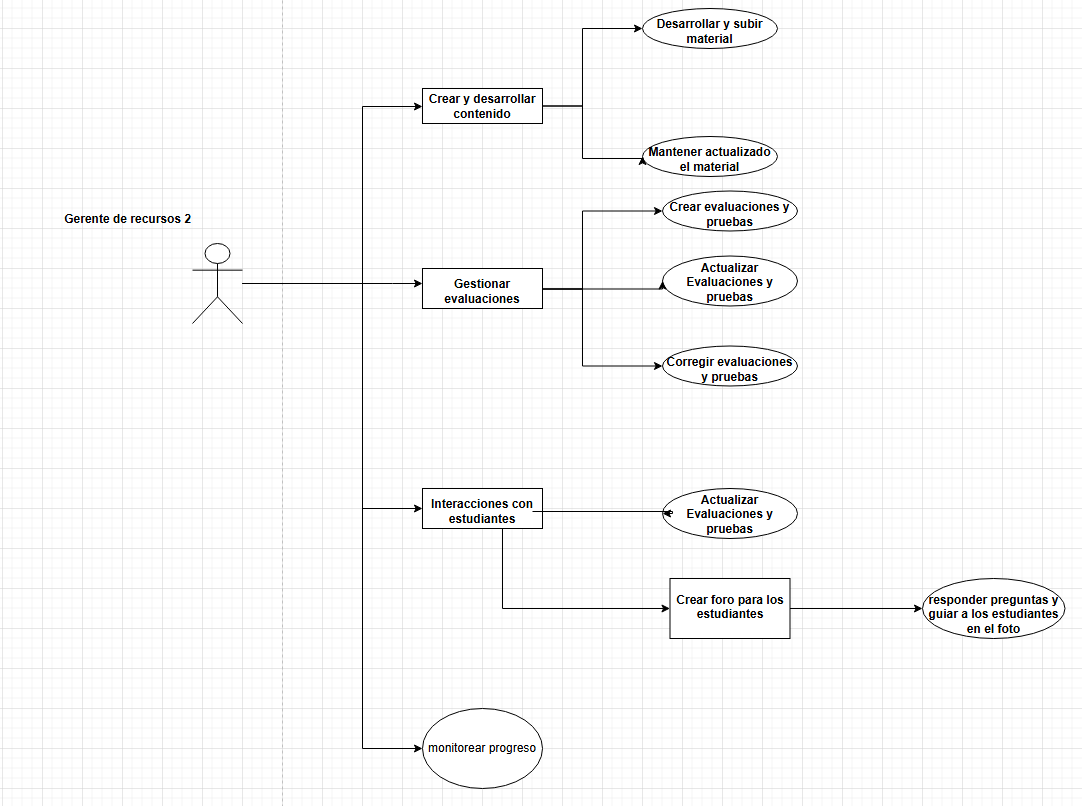 Desarrollar y subir
material
Crear y desarrollar
contenido
Mantener actualizado
el material
Gerente de recursos 2
Crear evaluaciones y
pruebas
Gestionar
evaluaciones
Actualizar
Evaluaciones y
pruebas
Corregir evaluaciones
y pruebas
Interacciones con
estudiantes
Actualizar
Evaluaciones y
pruebas
Crear foro para los
estudiantes
responder preguntas y
guiar a los estudiantes
en el foto
monitorear progreso